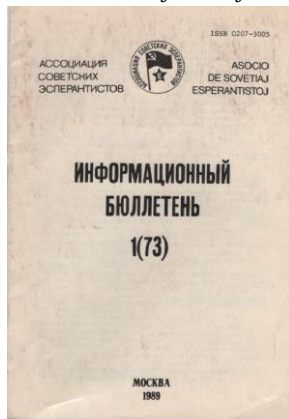 ISSN 0207-3005
АССОЦИАЦИЯ
СОВЕТСКИХ
ЭСПЕРАНТИСТОВ
ASOCIO
DE SOVETIAJ
ESPERANTISTOJ
ИНФОРМАЦИОННЫЙ
БЮЛЛЕТЕНЬ
1(73)
МОСКВА
1989